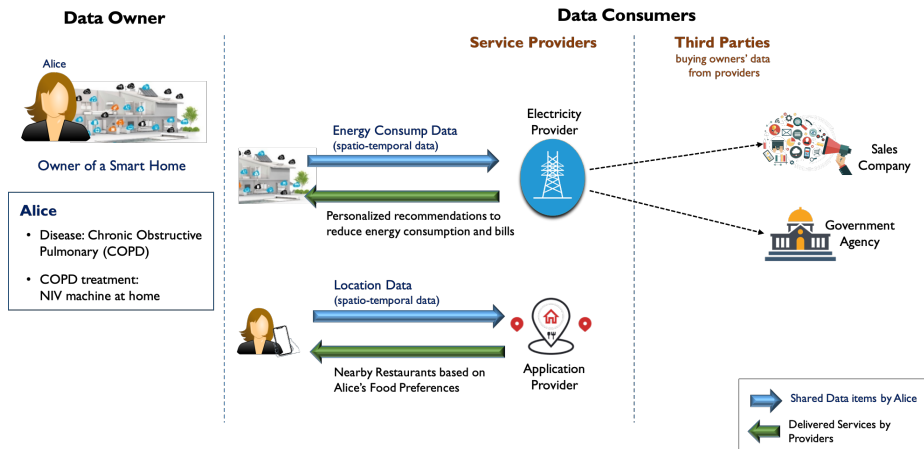 Data Owner
Data Consumers
Service Providers
Third Parties
buying owners' data
from providers
Alice
Owner of a Smart Home
Alice
• Disease: Chronic Obstructive
Pulmonary (COPD)
• COPD treatment:
NIV machine at home
Energy Consump Data
(spatio-temporal data)
Personalized recommendations to
reduce energy consumption and bills
Electricity
Provider
Sales
Company
Government
Agency
Location Data
(spatio-temporal data)
Nearby Restaurants based on
Alice's Food Preferences
Application
Provider
Shared Data items by Alice
Delivered Services by
Providers